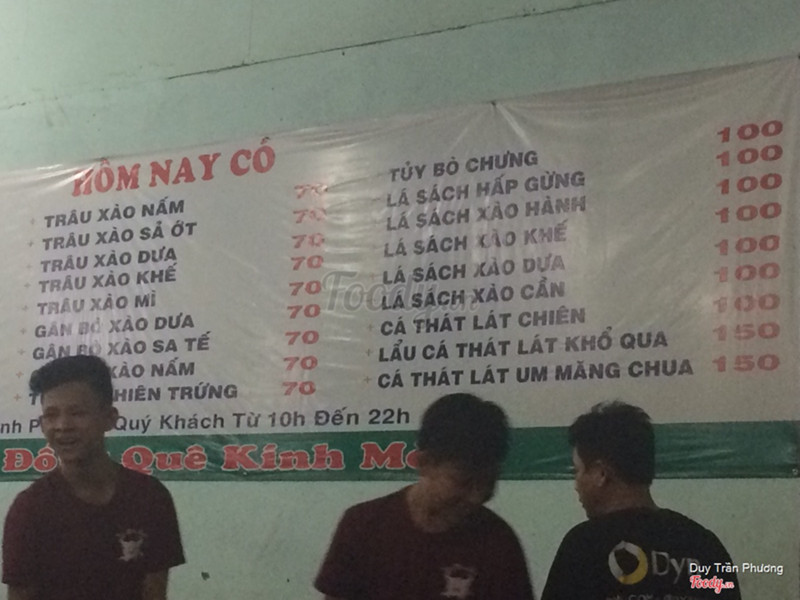 HÔM NAY CÓ
TRÂU XÀO NẤM 70
TRÂU XÀO SẢ ỚT 70
TRÂU XÀO DƯA 70
TRÂU XÀO KHẾ 70
TRÂU XÀO MÌ 70
GÂN BÒ XÀO DƯA 70
GÂN BÒ XÀO SA TẾ 70
XÀO NẤM 70
CHIÊN TRỨNG 70
TỦY BÒ CHƯNG 100
LÁ SÁCH HẤP GỪNG 100
LÁ SÁCH XÀO HÀNH 100
LÁ SÁCH XÀO KHẾ 100
LÁ SÁCH XÀO DƯA 100
LÁ SÁCH XÀO CẦN 100
CÁ THÁT LÁT CHIÊN 100
LẨU CÁ THÁT LÁT KHỔ QUA 150
CÁ THÁT LÁT UM MĂNG CHUA 150
Quý Khách Từ 10h Đến 22h
Quê Kính
Foody.vn
Duy Trần Phương
Foody.vn